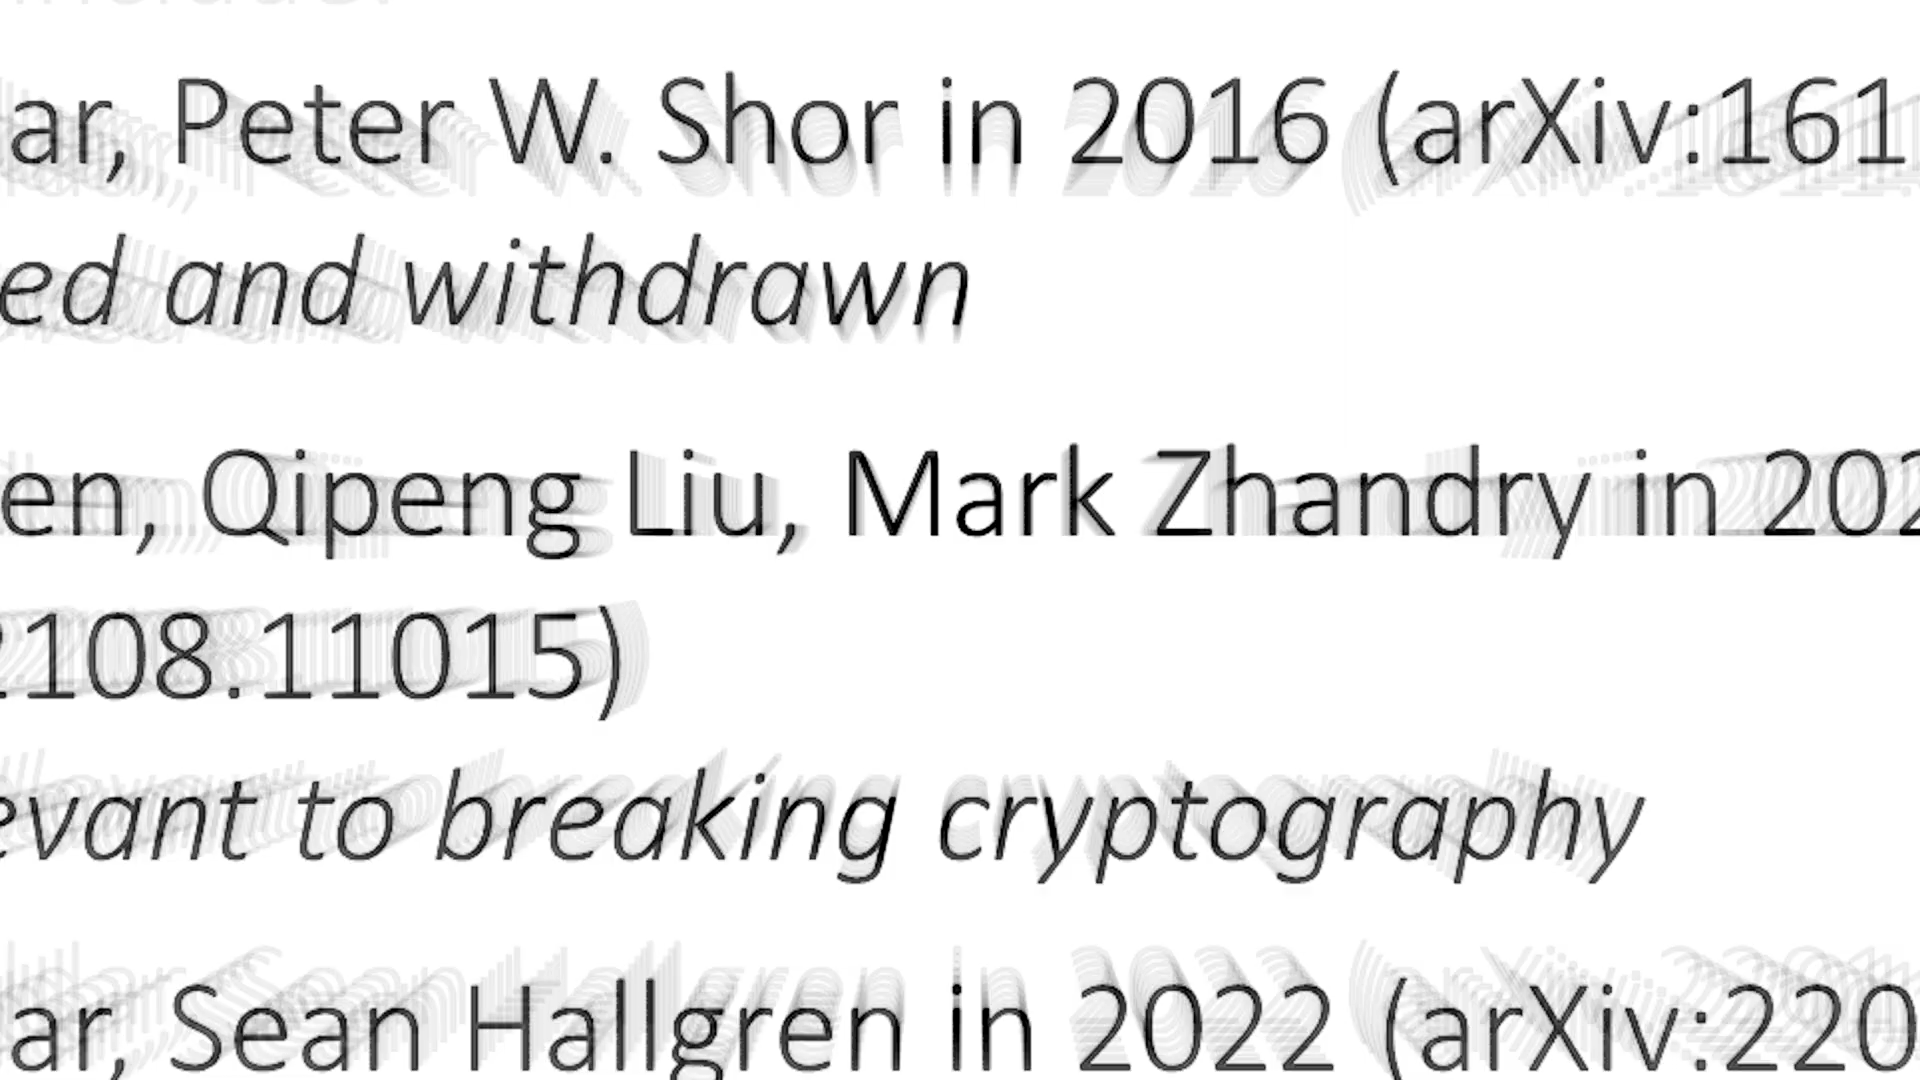 ar, Peter W. Shor in 2016 (arXiv:161
ed and withdrawn
en, Qipeng Liu, Mark Zhandry in 202
2108.11015)
evant to breaking cryptography
ar, Sean Hallgren in 2022 (arXiv:220